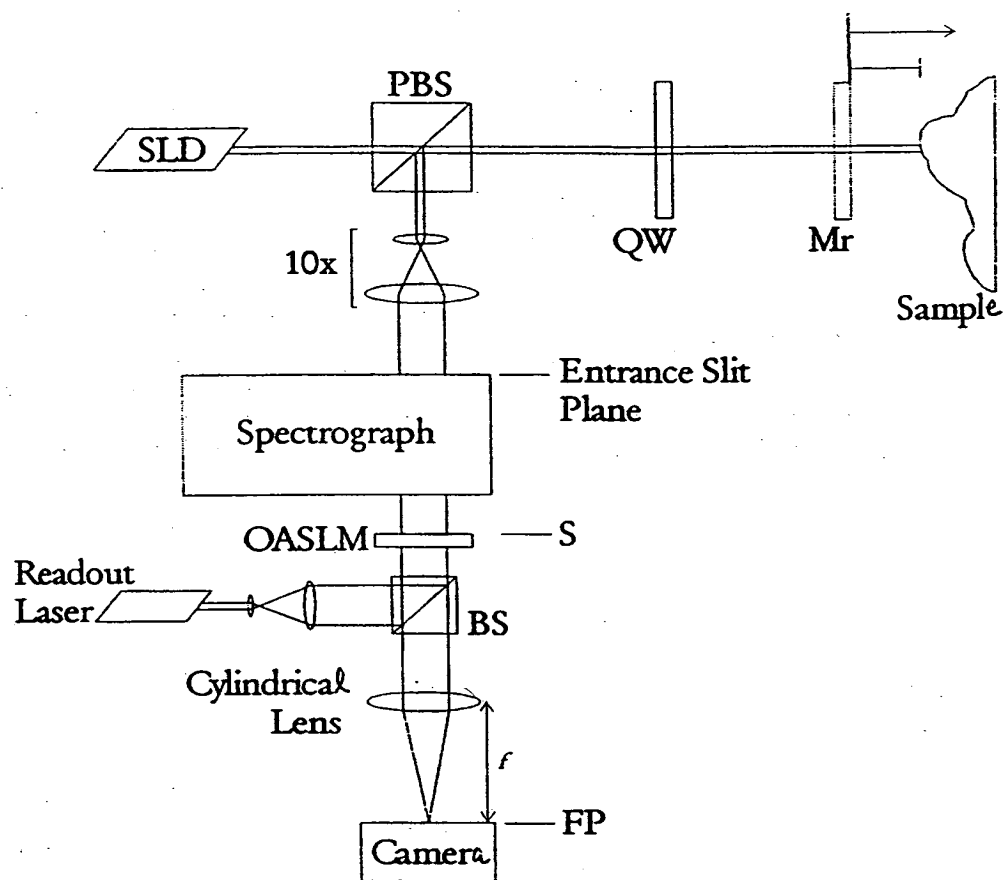 PBS
SLD
10x
QW
Mr
Sample
Entrance Slit
Plane
Spectrograph
OASLM
S
Readout
Laser
BS
Cylindrical
Lens
f
FP
Camera